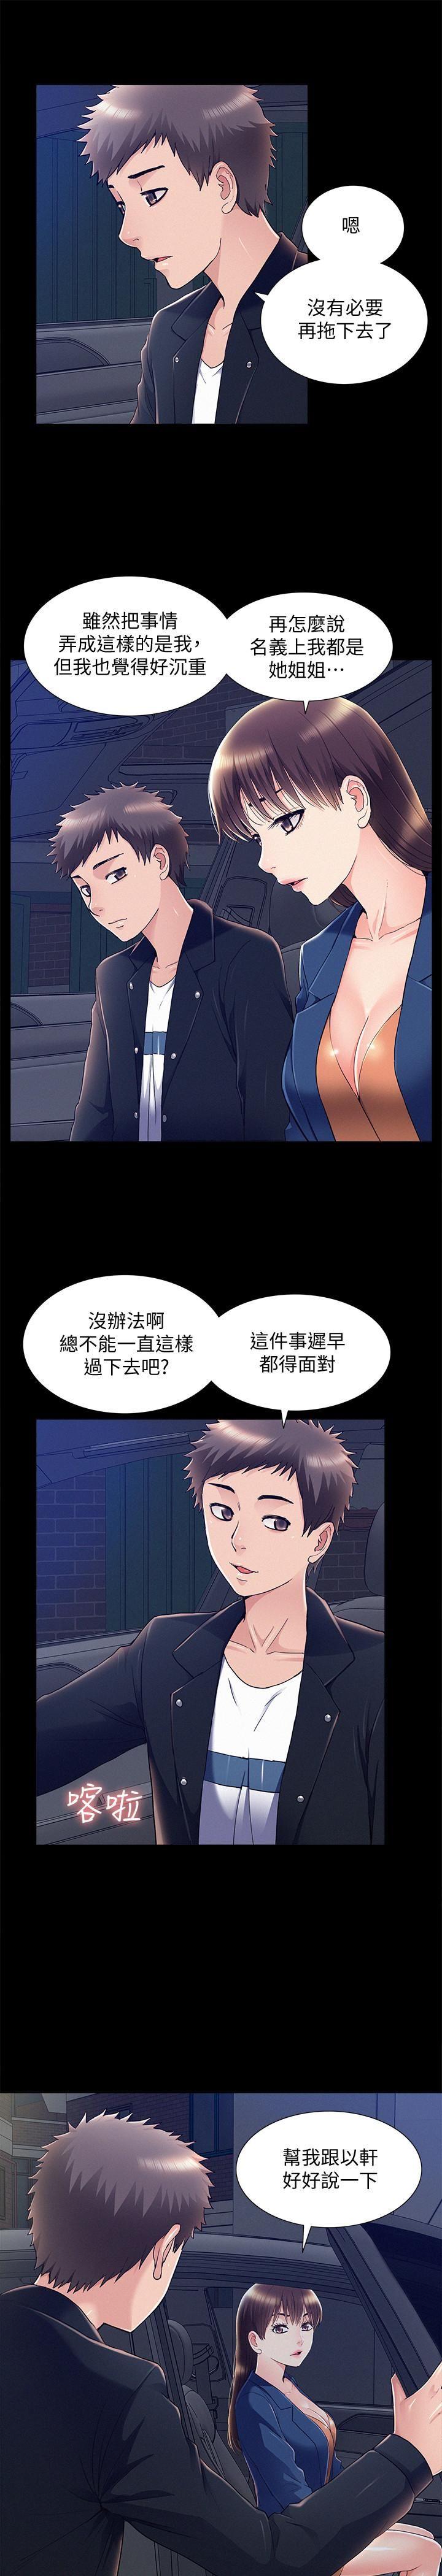 嗯
沒有必要
再拖下去了
雖然把事情
弄成這樣的是我，
但我也覺得好沉重
再怎麼說
名義上我都是
她姐姐…
沒辦法啊
總不能一直這樣
過下去吧?
這件事遲早
都得面對
喀啦
幫我跟以軒
好好說一下